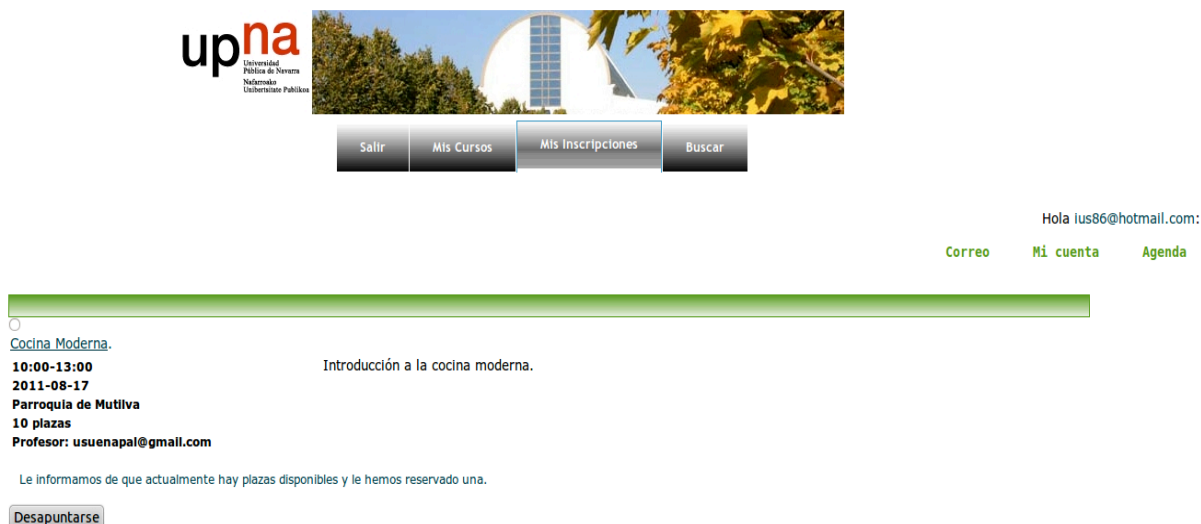 upna
Universidad
Pública de Navarra
Nafarroako
Unibertsitate Publikoa
Salir Mis Cursos Mis Inscripciones Buscar
Hola ius86@hotmail.com:
Correo Mi cuenta Agenda
Cocina Moderna.
10:00-13:00 Introducción a la cocina moderna.
2011-08-17
Parroquia de Mutilva
10 plazas
Profesor: usuenapal@gmail.com
Le informamos de que actualmente hay plazas disponibles y le hemos reservado una.
Desapuntarse